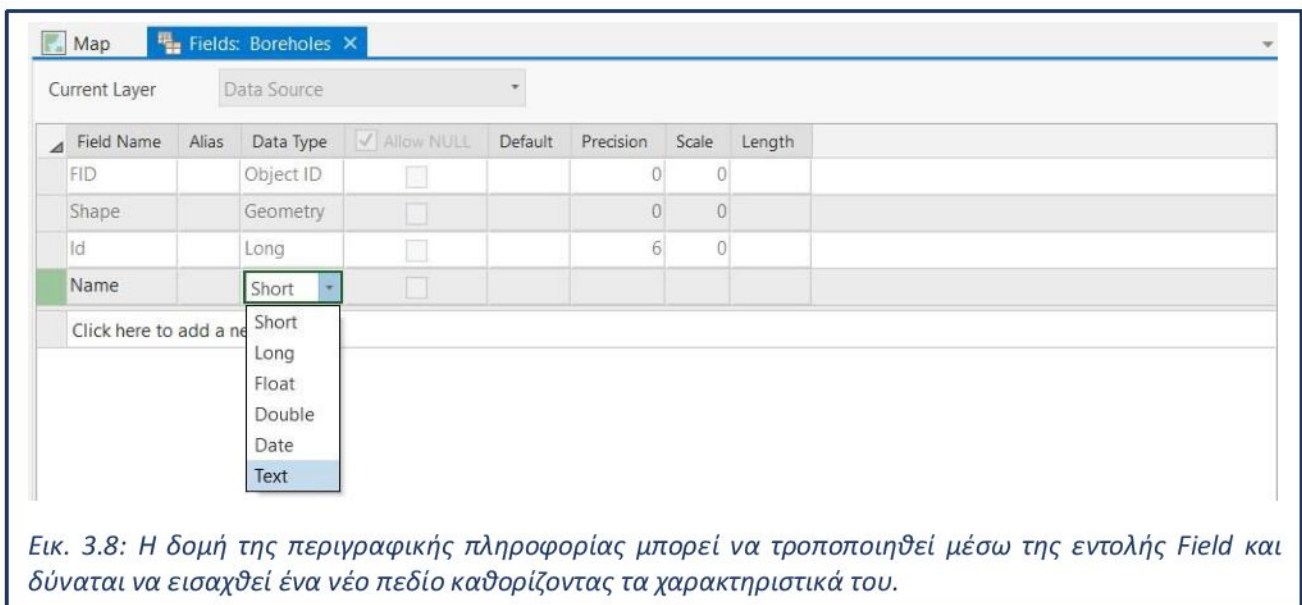 Map Fields: Boreholes ×
Current Layer Data Source
Field Name Alias Data Type Allow NULL Default Precision Scale Length
FID Object ID 0 0
Shape Geometry 0 0
Id Long 6 0
Name Short
Click here to add a ne
Short
Long
Float
Double
Date
Text
Εικ. 3.8: Η δομή της περιγραφικής πληροφορίας μπορεί να τροποποιηθεί μέσω της εντολής Field και
δύναται να εισαχθεί ένα νέο πεδίο καθορίζοντας τα χαρακτηριστικά του.